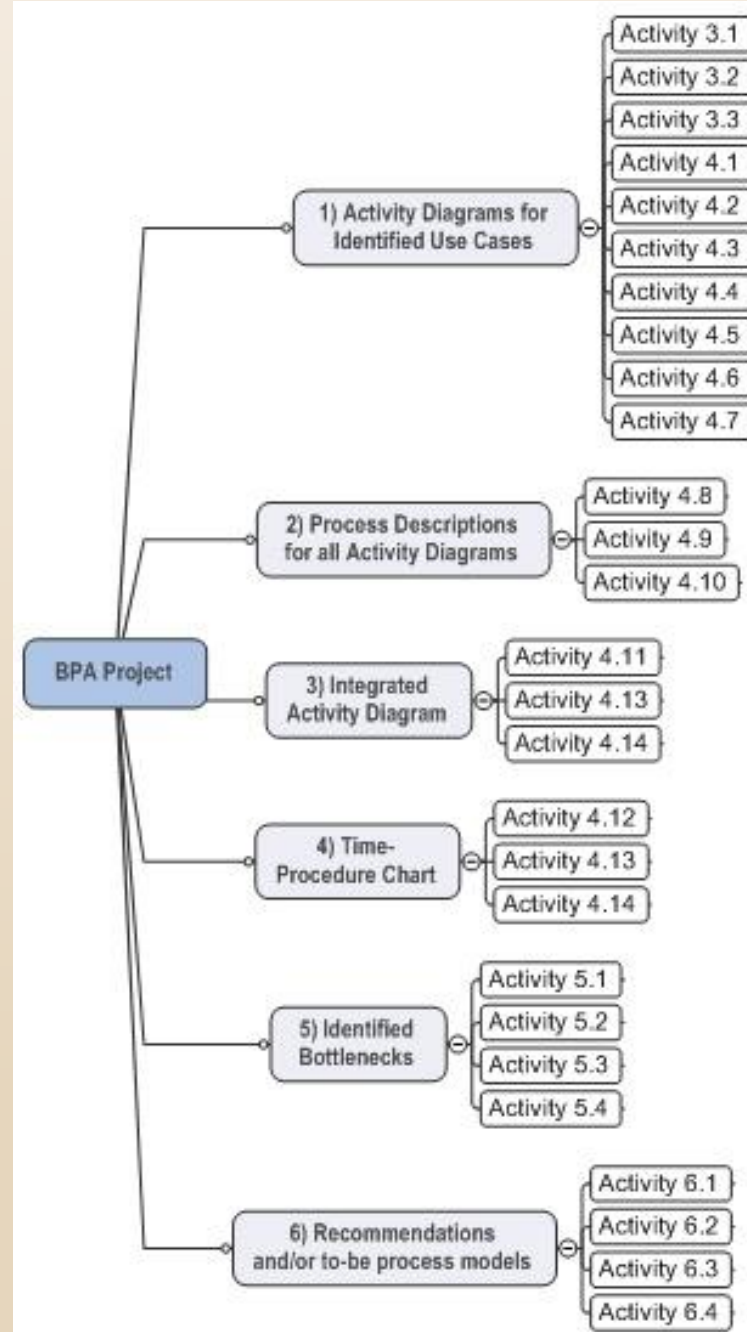 BPA Project
1) Activity Diagrams for
Identified Use Cases
Activity 3.1
Activity 3.2
Activity 3.3
Activity 4.1
Activity 4.2
Activity 4.3
Activity 4.4
Activity 4.5
Activity 4.6
Activity 4.7
2) Process Descriptions
for all Activity Diagrams
Activity 4.8
Activity 4.9
Activity 4.10
3) Integrated
Activity Diagram
Activity 4.11
Activity 4.13
Activity 4.14
4) Time-
Procedure Chart
Activity 4.12
Activity 4.13
Activity 4.14
5) Identified
Bottlenecks
Activity 5.1
Activity 5.2
Activity 5.3
Activity 5.4
6) Recommendations
and/or to-be process models
Activity 6.1
Activity 6.2
Activity 6.3
Activity 6.4